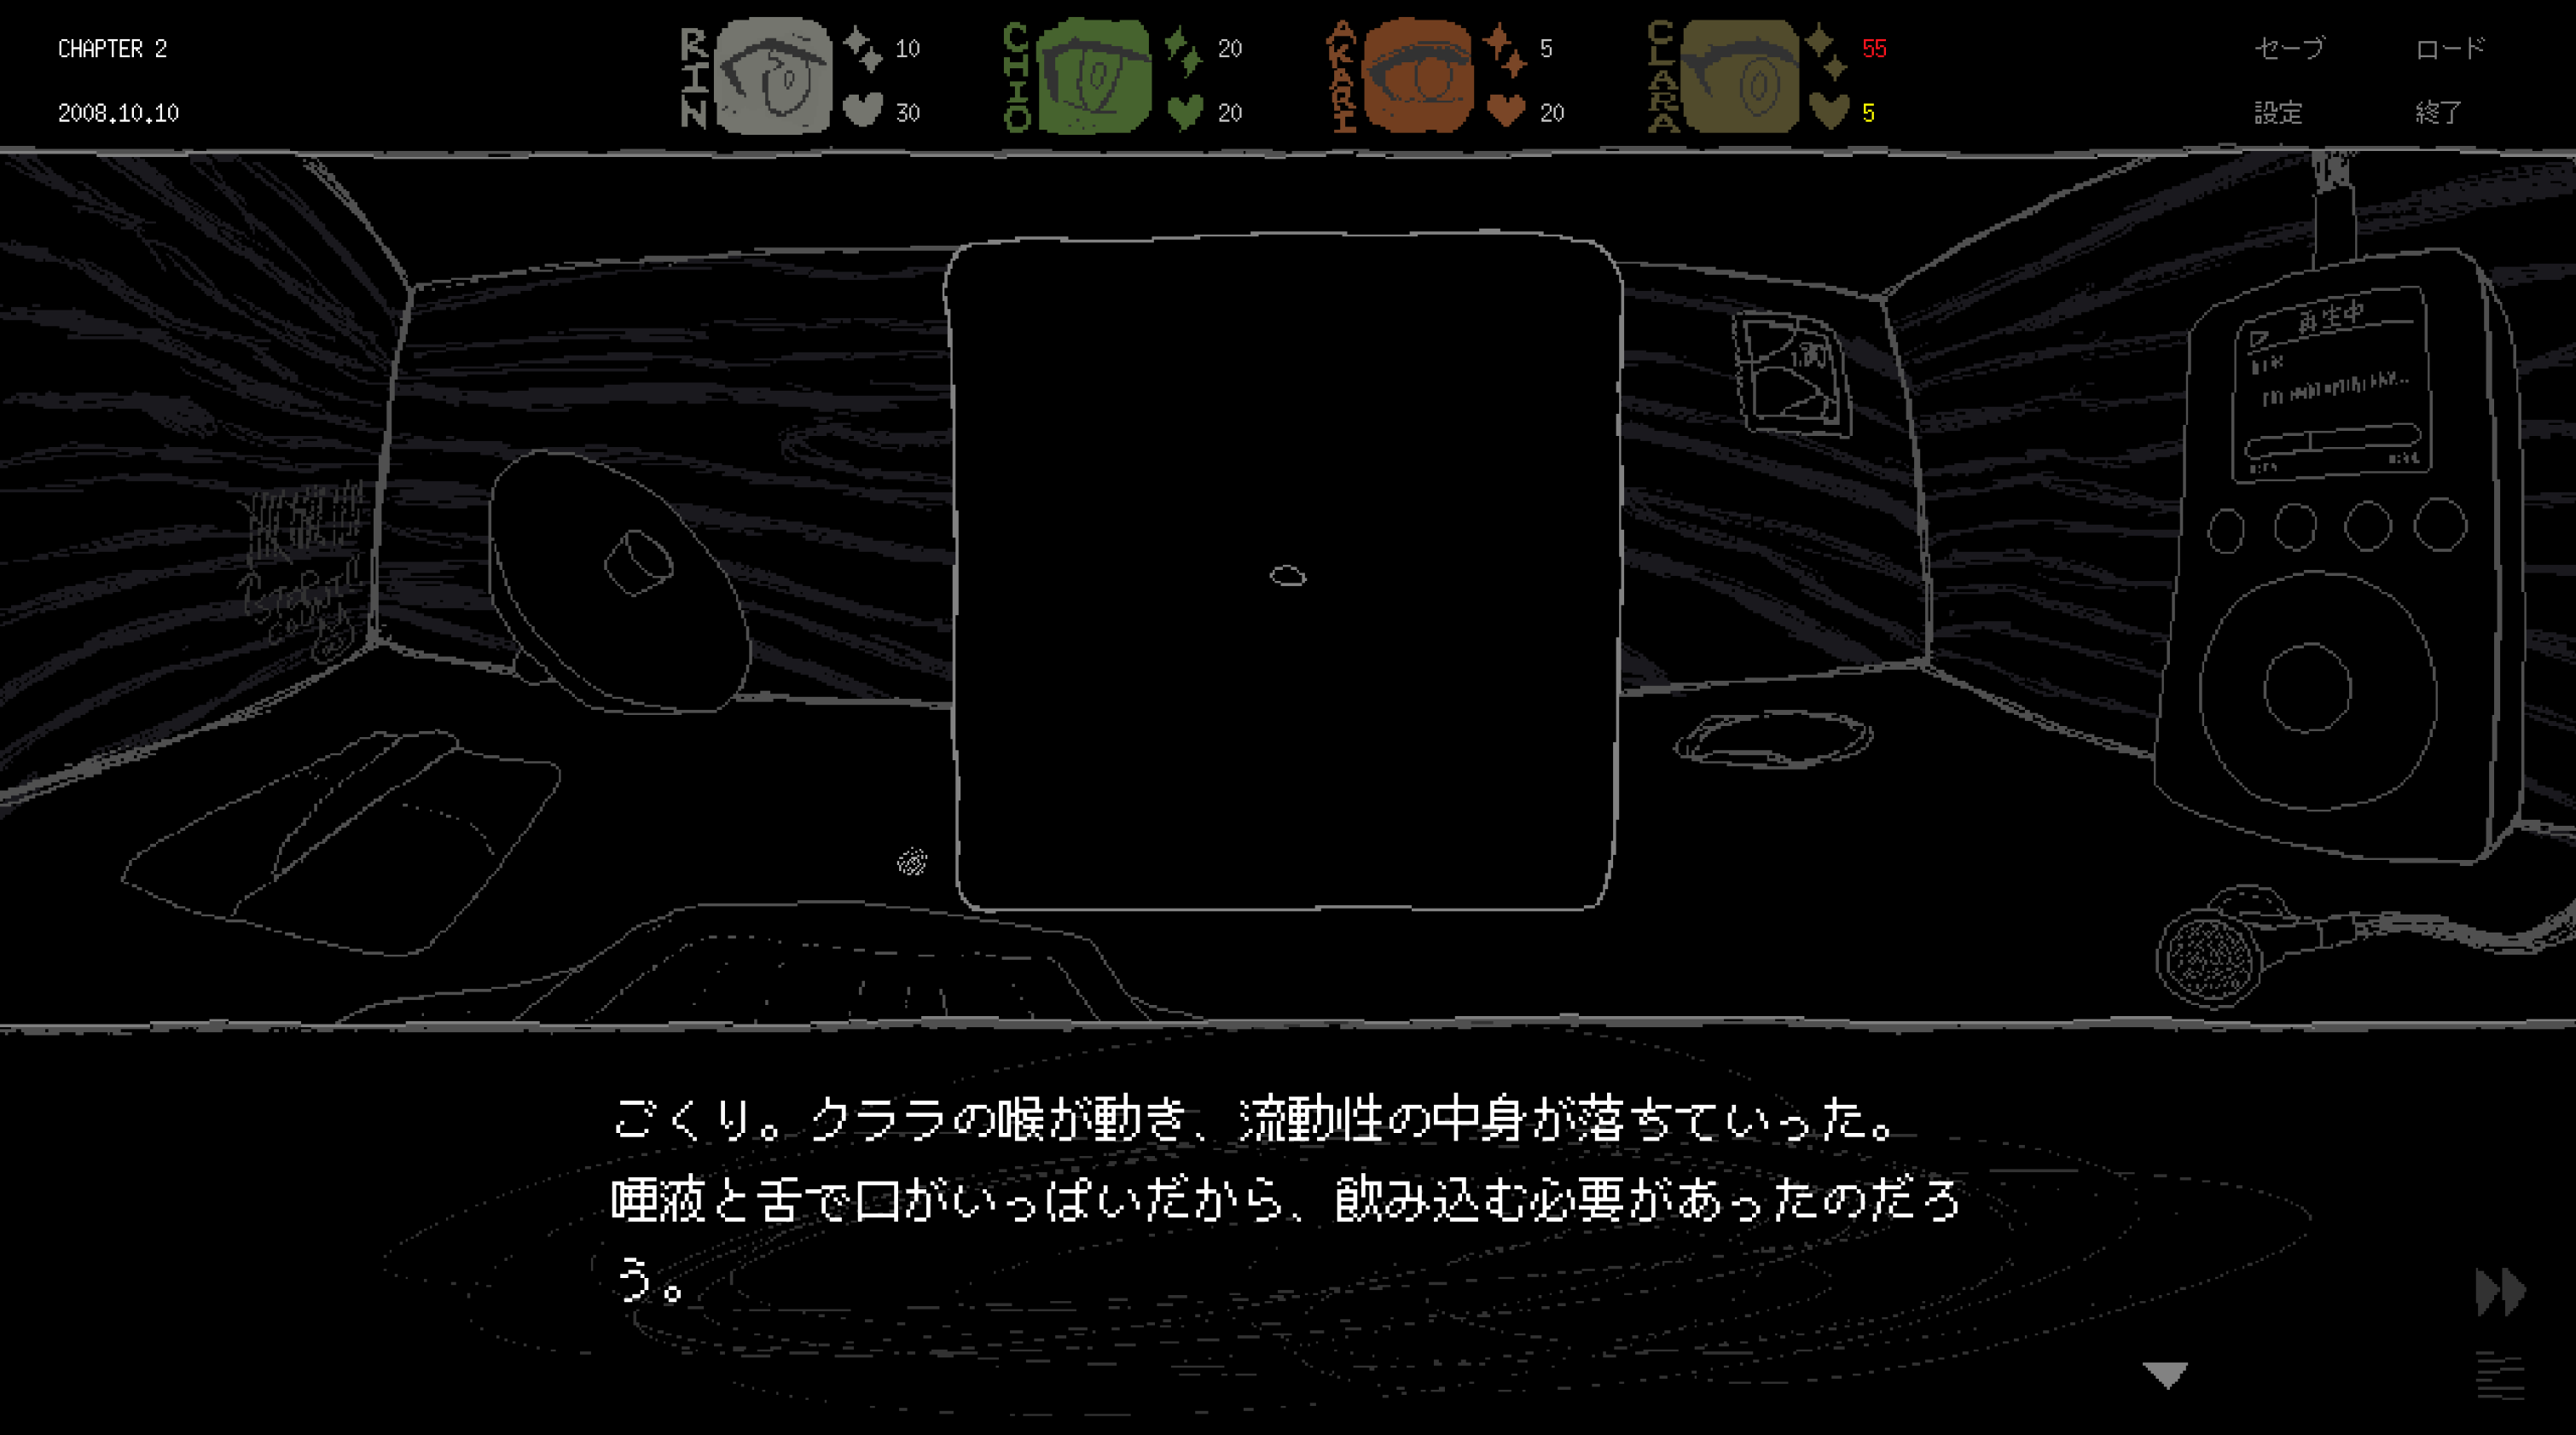 CHAPTER 2
2008.10.10
RIN
10
30
CHIO
20
20
AKARI
5
20
CLARA
55
5
セーブ
ロード
設定
終了
再生中
ごくり。クララの喉が動き、流動性の中身が落ちていった。
唾液と舌で口がいっぱいだから、飲み込む必要があったのだろ
う。